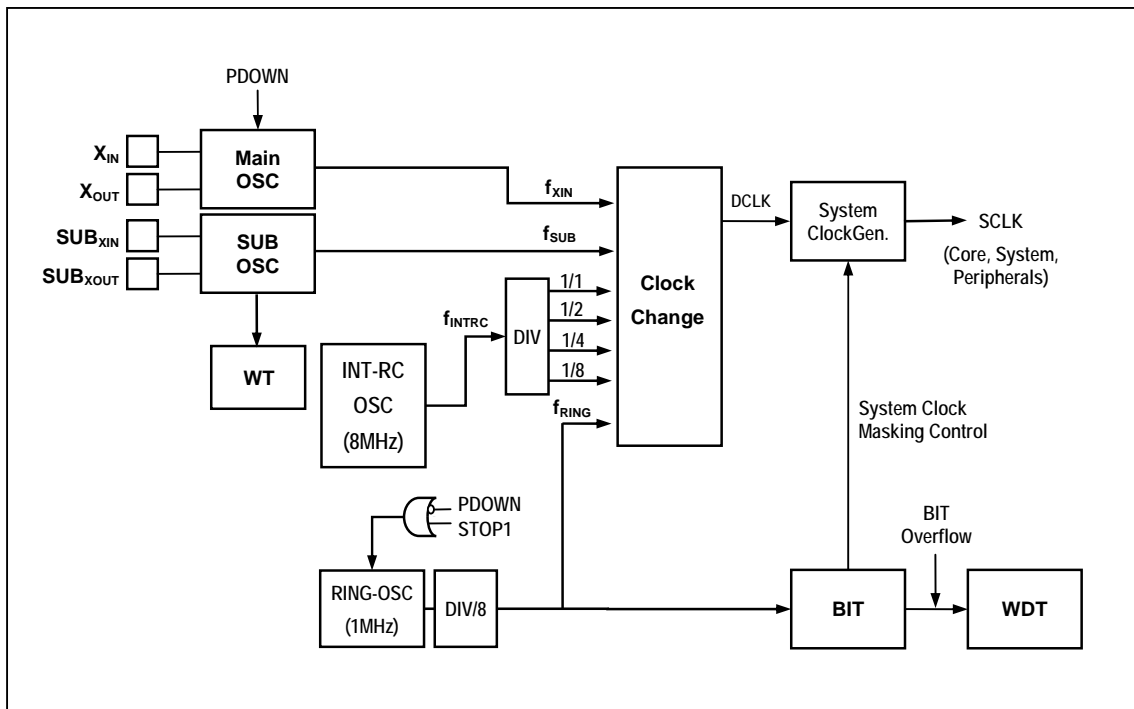 PDOWN
XIN
XOUT
Main
OSC
SUBXIN
SUBXOUT
SUB
OSC
WT
fXIN
fSUB
fINTRC
DIV
1/1
1/2
1/4
1/8
INT-RC
OSC
(8MHz)
fRING
Clock
Change
DCLK
System
ClockGen.
SCLK
(Core, System,
Peripherals)
System Clock
Masking Control
PDOWN
STOP1
RING-OSC
(1MHz)
DIV/8
BIT
BIT
Overflow
WDT